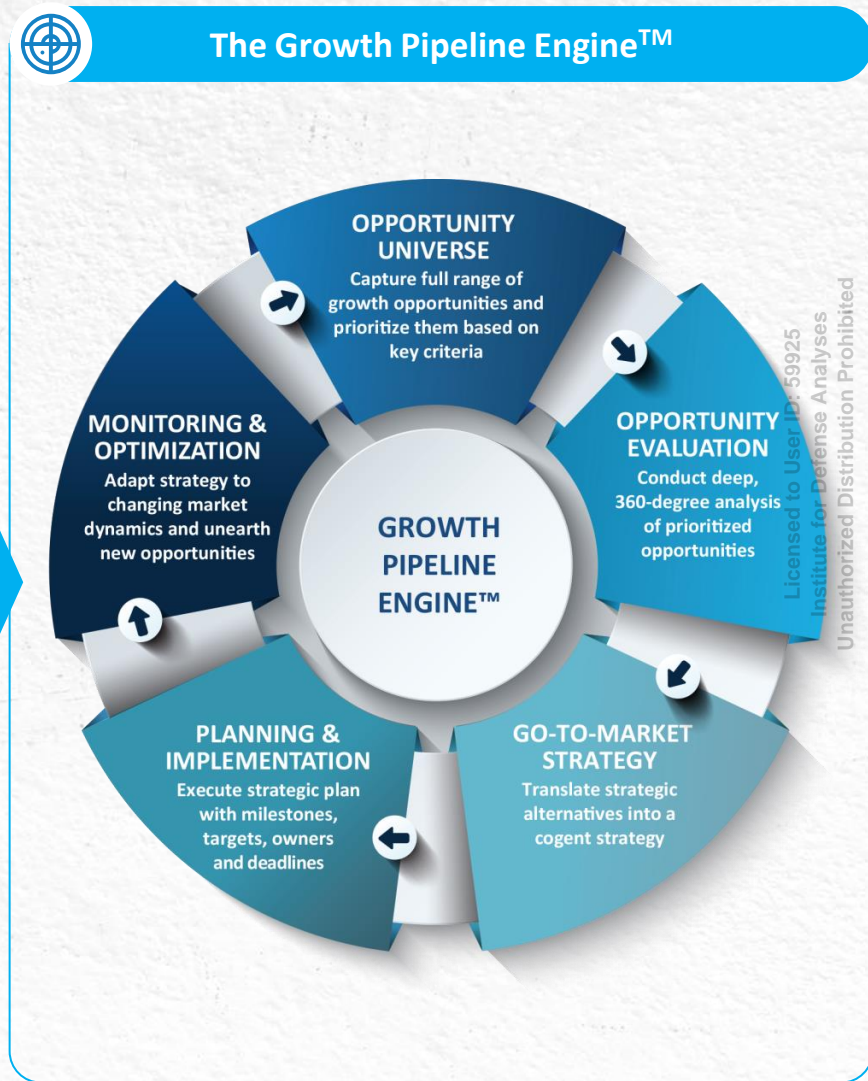 The Growth Pipeline Engine™
OPPORTUNITY
UNIVERSE
Capture full range of
growth opportunities and
prioritize them based on
key criteria
OPPORTUNITY
EVALUATION
Conduct deep,
360-degree analysis
of prioritized
opportunities
GO-TO-MARKET
STRATEGY
Translate strategic
alternatives into a
cogent strategy
PLANNING &
IMPLEMENTATION
Execute strategic plan
with milestones,
targets, owners
and deadlines
MONITORING &
OPTIMIZATION
Adapt strategy to
changing market
dynamics and unearth
new opportunities
GROWTH
PIPELINE
ENGINE™
Licensed to User ID: 59925
Institute for Defense Analyses
Unauthorized Distribution Prohibited